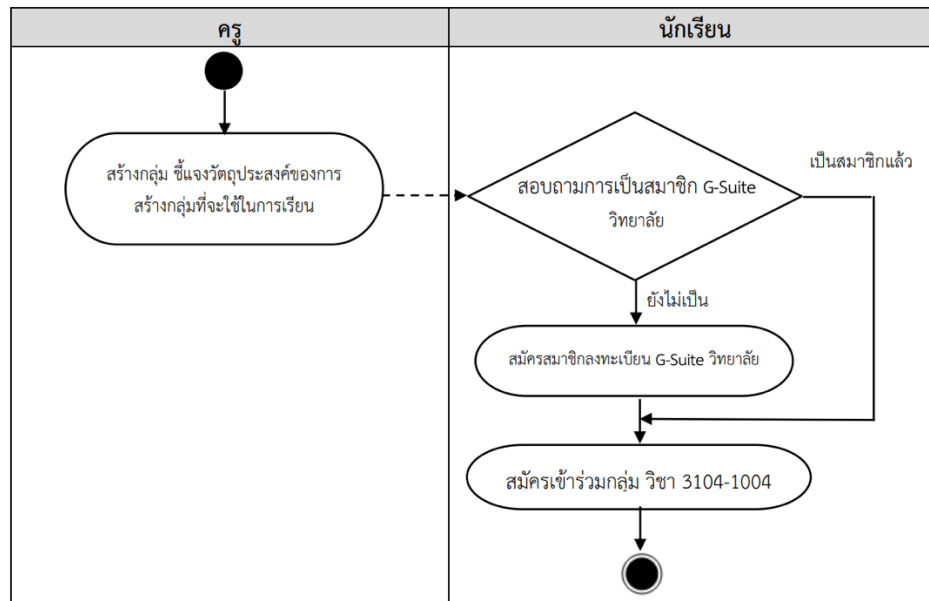 ครู
นักเรียน
สร้างกลุ่ม ชี้แจงวัตถุประสงค์ของการ
สร้างกลุ่มที่จะใช้ในการเรียน
สอบถามการเป็นสมาชิก G-Suite
วิทยาลัย
เป็นสมาชิกแล้ว
ยังไม่เป็น
สมัครสมาชิกลงทะเบียน G-Suite วิทยาลัย
สมัครเข้าร่วมกลุ่ม วิชา 3104-1004